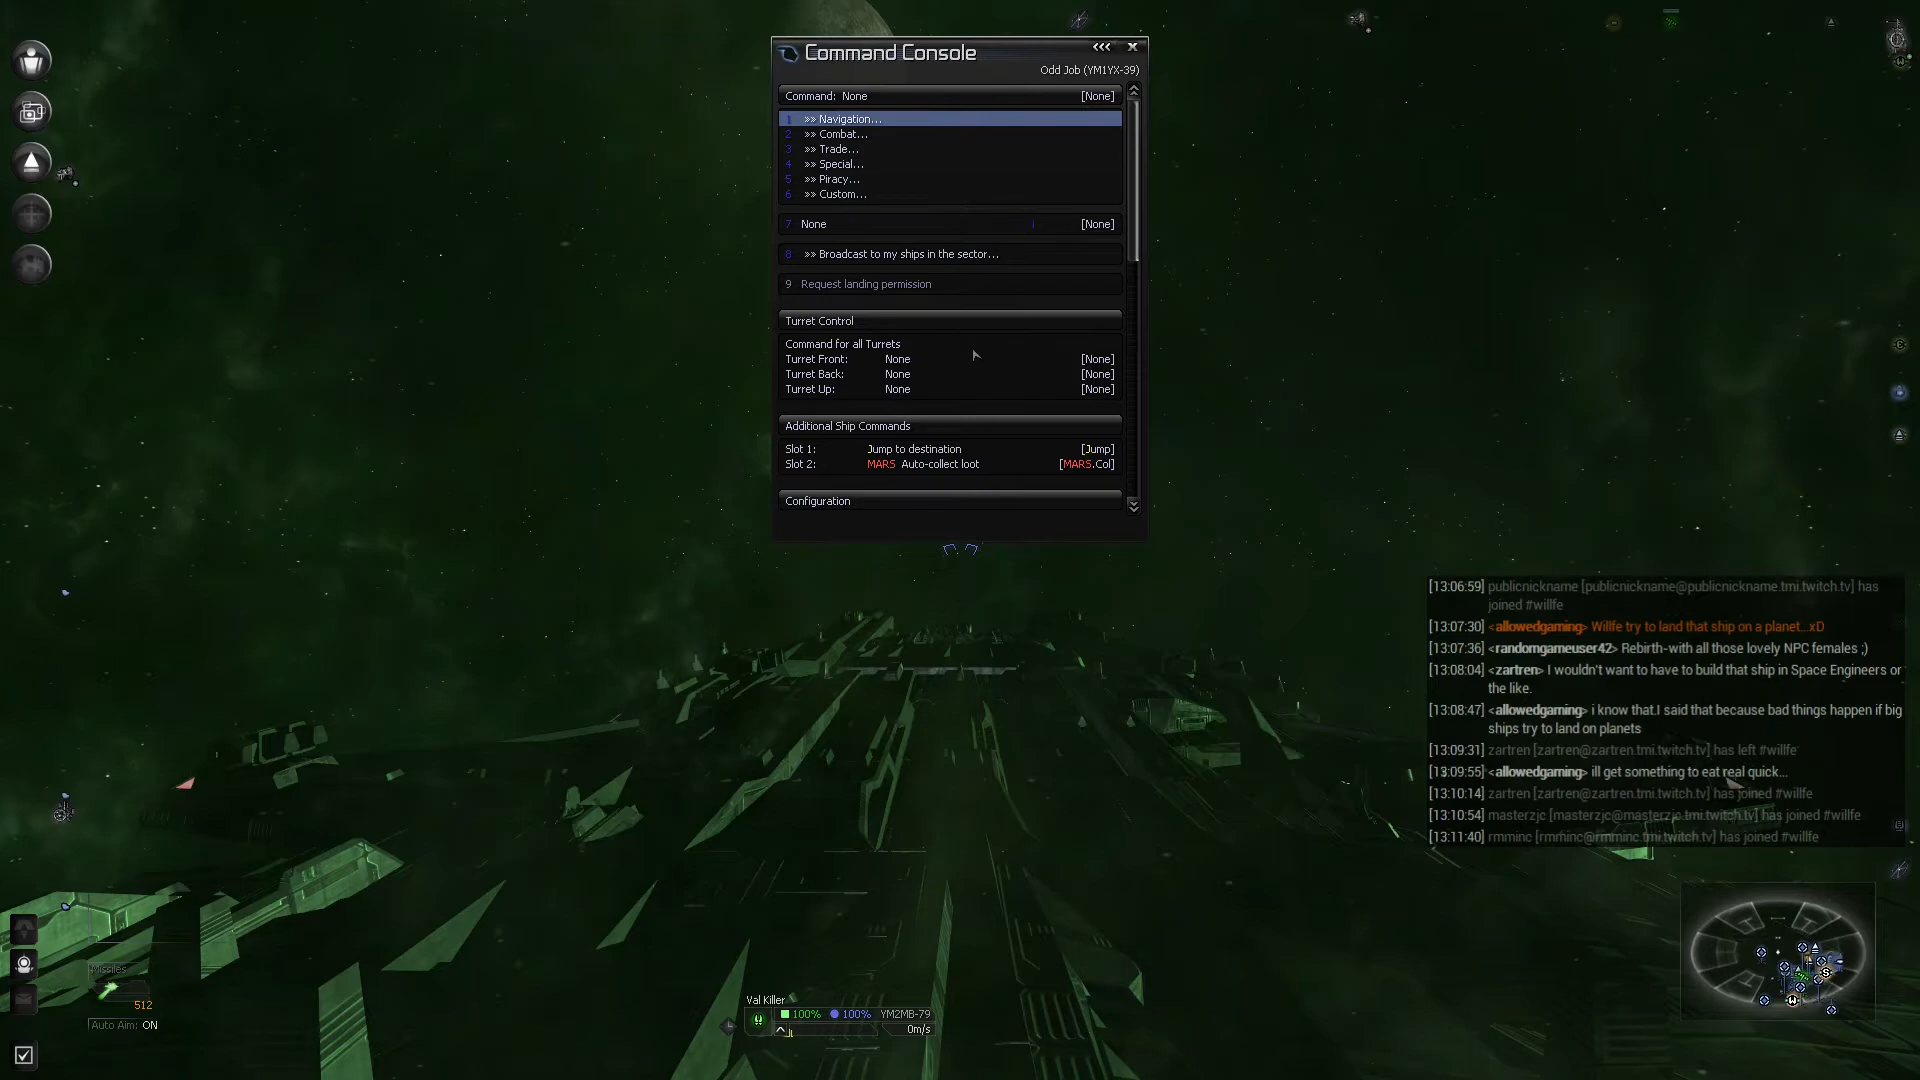 Command Console
Odd Job (YM1YX-39)
Command: None [None]
1 »» Navigation...
2 »» Combat...
3 »» Trade...
4 »» Special...
5 »» Piracy...
6 »» Custom...
7 None i [None]
8 »» Broadcast to my ships in the sector...
9 Request landing permission
Turret Control
Command for all Turrets
Turret Front: None [None]
Turret Back: None [None]
Turret Up: None [None]
Additional Ship Commands
Slot 1: Jump to destination [Jump]
Slot 2: MARS Auto-collect loot [MARS.Col]
Configuration
[13:06:59] publicnickname [publicnickname@publicnickname.tmi.twitch.tv] has
joined #willfe
[13:07:30] <allowedgaming> Willfe try to land that ship on a planet...xD
[13:07:36] <randomgameuser42> Rebirth-with all those lovely NPC females ;)
[13:08:04] <zartren> I wouldn't want to have to build that ship in Space Engineers or
the like.
[13:08:47] <allowedgaming> i know that.I said that because bad things happen if big
ships try to land on planets
[13:09:31] zartren [zartren@zartren.tmi.twitch.tv] has left #willfe
[13:09:55] <allowedgaming> ill get something to eat real quick...
[13:10:14] zartren [zartren@zartren.tmi.twitch.tv] has joined #willfe
[13:10:54] masterzjc [masterzjc@masterzjc.tmi.twitch.tv] has joined #willfe
[13:11:40] rmminc [rmminc@rmminc.tmi.twitch.tv] has joined #willfe
Missiles
512
Auto Aim: ON
Val Killer
100% 100% YM2MB-79
0m/s